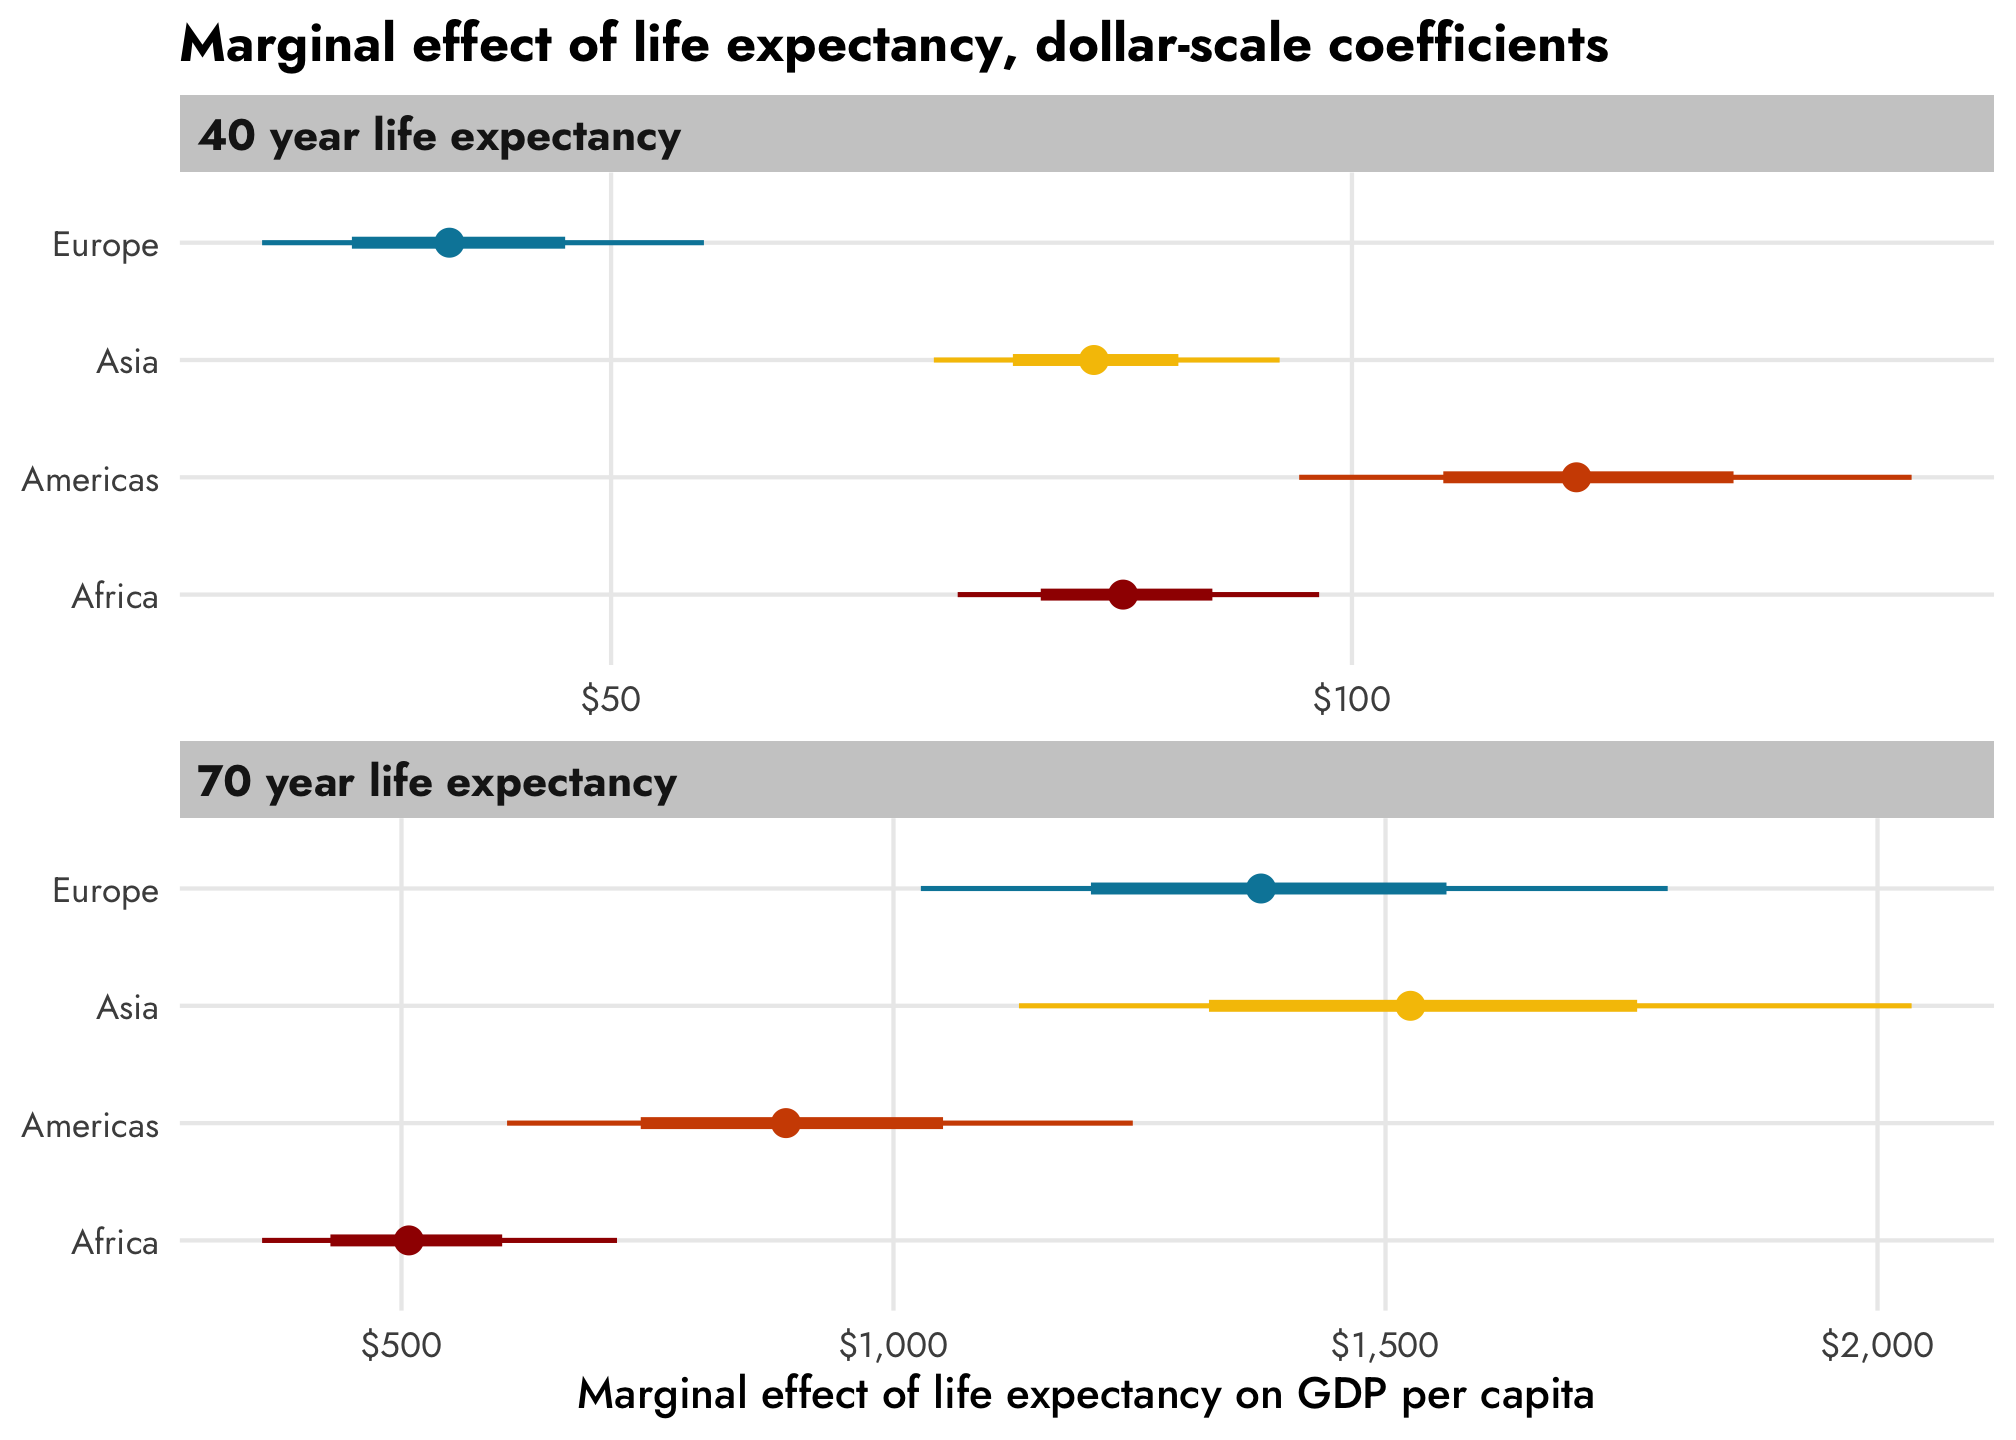 Marginal effect of life expectancy, dollar-scale coefficients
40 year life expectancy
Europe
Asia
Americas
Africa
$50 $100
70 year life expectancy
Europe
Asia
Americas
Africa
$500 $1,000 $1,500 $2,000
Marginal effect of life expectancy on GDP per capita